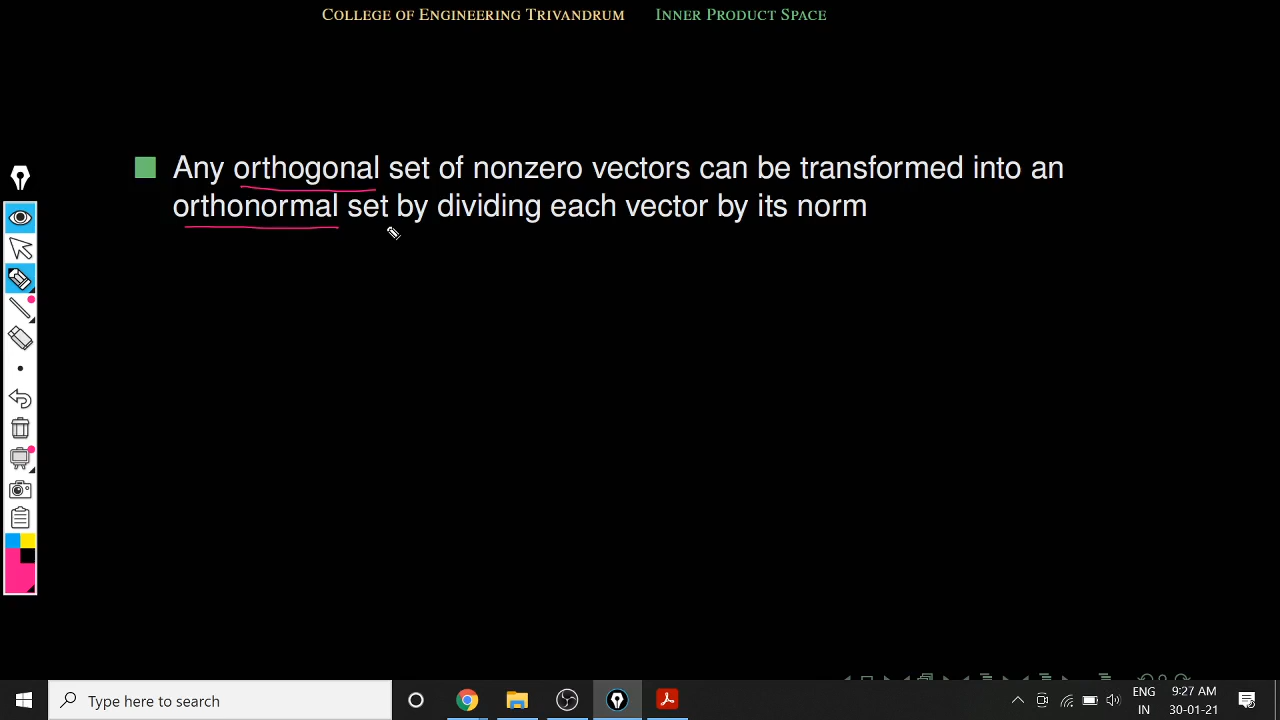 COLLEGE OF ENGINEERING TRIVANDRUM INNER PRODUCT SPACE
Any orthogonal set of nonzero vectors can be transformed into an
orthonormal set by dividing each vector by its norm
Type here to search
ENG
IN
9:27 AM
30-01-21